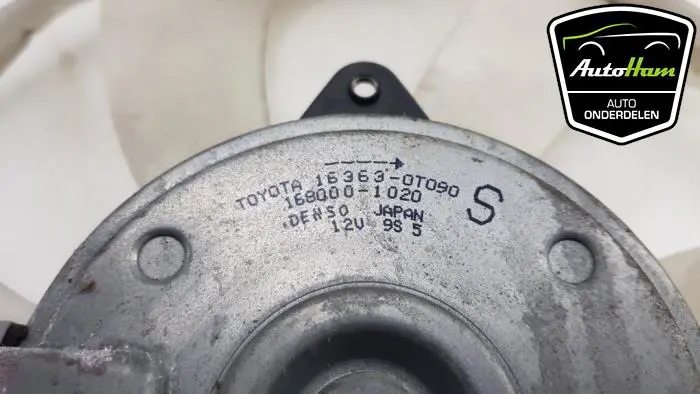 AutoHam
AUTO
ONDERDELEN
TOYOTA 16363-0T090
168000-1020
DENSO JAPAN
12V 9S 5
S